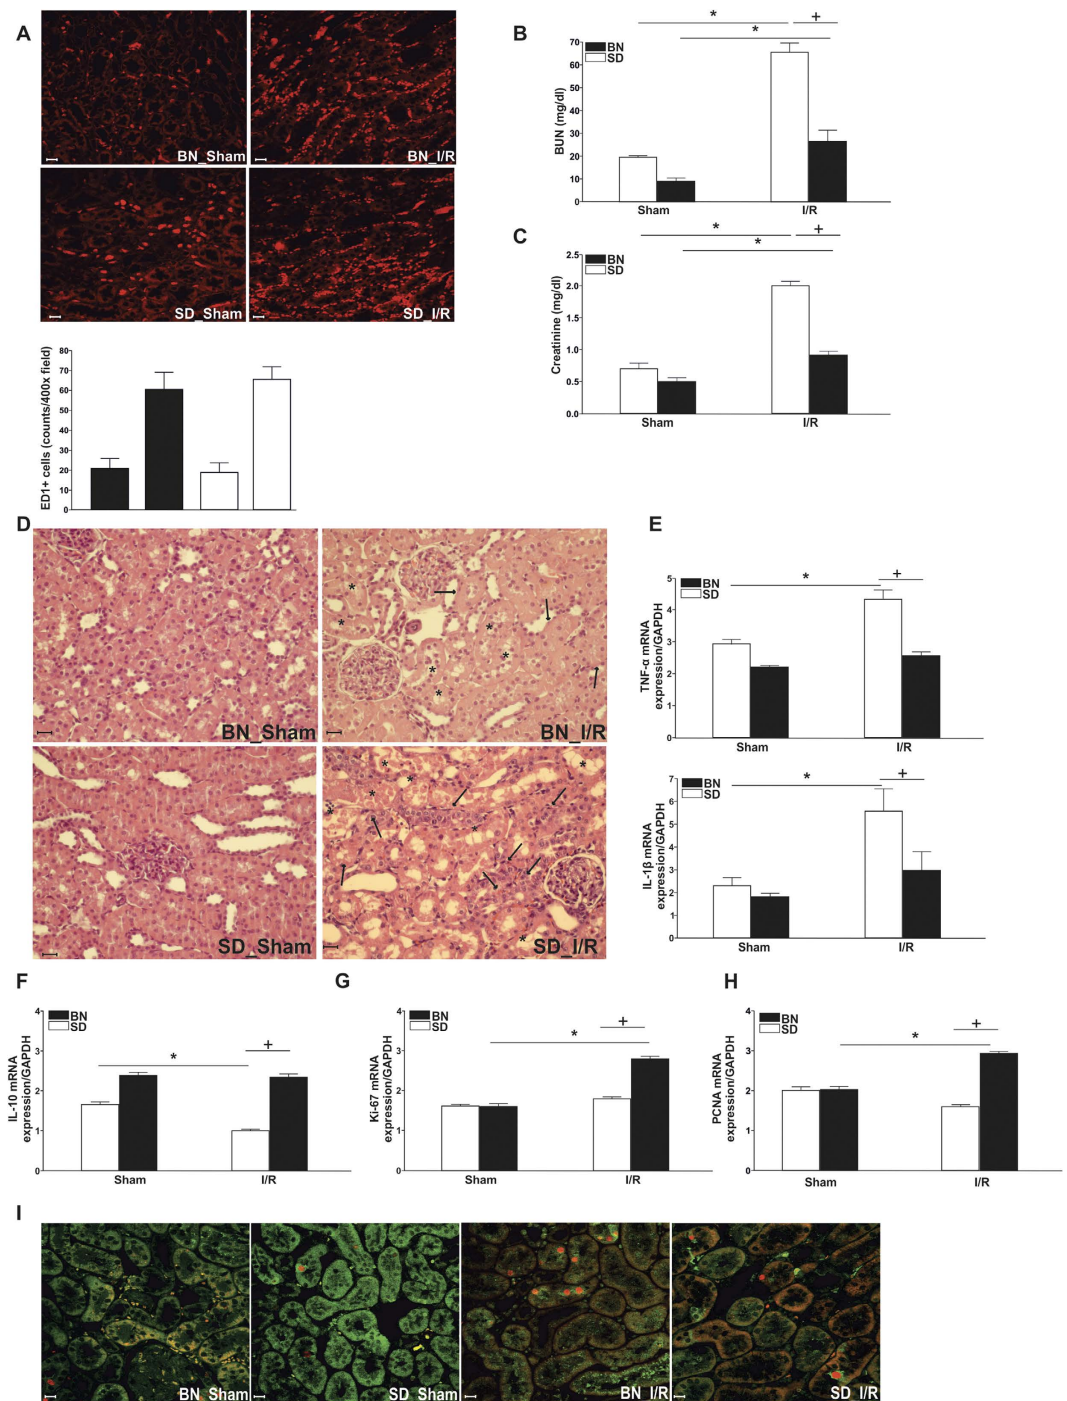 A
BN_Sham
BN_I/R
SD_Sham
SD_I/R
ED1+ cells (counts/400x field)
80
70
60
50
40
30
20
10
0
B
*
+
*
BN
SD
BUN (mg/dl)
70
60
50
40
30
20
10
0
Sham
I/R
C
*
+
*
BN
SD
Creatinine (mg/dl)
2.5
2.0
1.5
1.0
0.5
0.0
Sham
I/R
D
BN_Sham
BN_I/R
SD_Sham
SD_I/R
E
*
+
BN
SD
TNF-α mRNA
expression/GAPDH
5
4
3
2
1
0
Sham
I/R
*
+
BN
SD
IL-1β mRNA
expression/GAPDH
7
6
5
4
3
2
1
0
Sham
I/R
F
BN
SD
*
+
IL-10 mRNA
expression/GAPDH
4
3
2
1
0
Sham
I/R
G
BN
SD
*
+
Ki-67 mRNA
expression/GAPDH
4
3
2
1
0
Sham
I/R
H
BN
SD
*
+
PCNA mRNA
expression/GAPDH
4
3
2
1
0
Sham
I/R
I
BN_Sham
SD_Sham
BN_I/R
SD_I/R